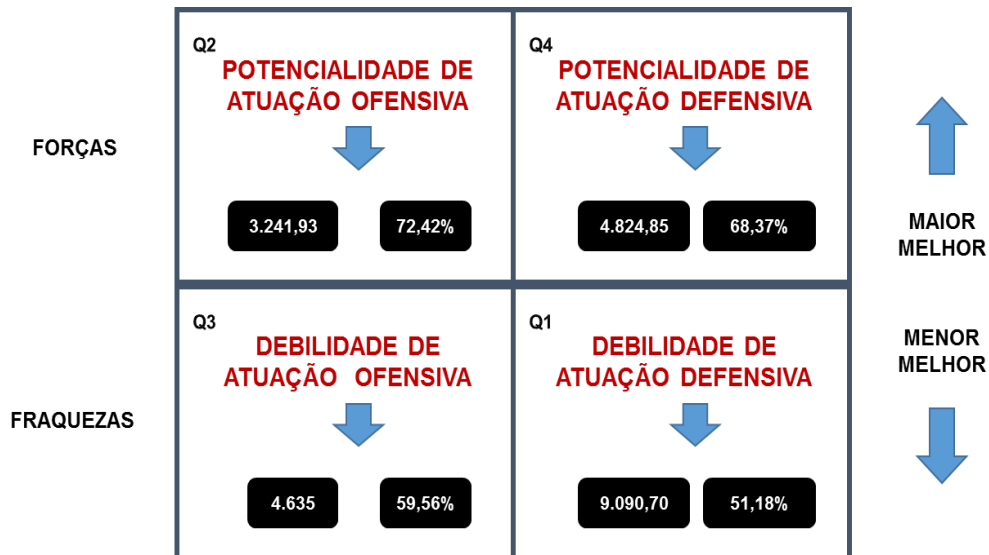 Q2
POTENCIALIDADE DE
ATUAÇÃO OFENSIVA
3.241,93
72,42%
Q4
POTENCIALIDADE DE
ATUAÇÃO DEFENSIVA
4.824,85
68,37%
FORÇAS
MAIOR
MELHOR
Q3
DEBILIDADE DE
ATUAÇÃO OFENSIVA
4.635
59,56%
Q1
DEBILIDADE DE
ATUAÇÃO DEFENSIVA
9.090,70
51,18%
FRAQUEZAS
MENOR
MELHOR